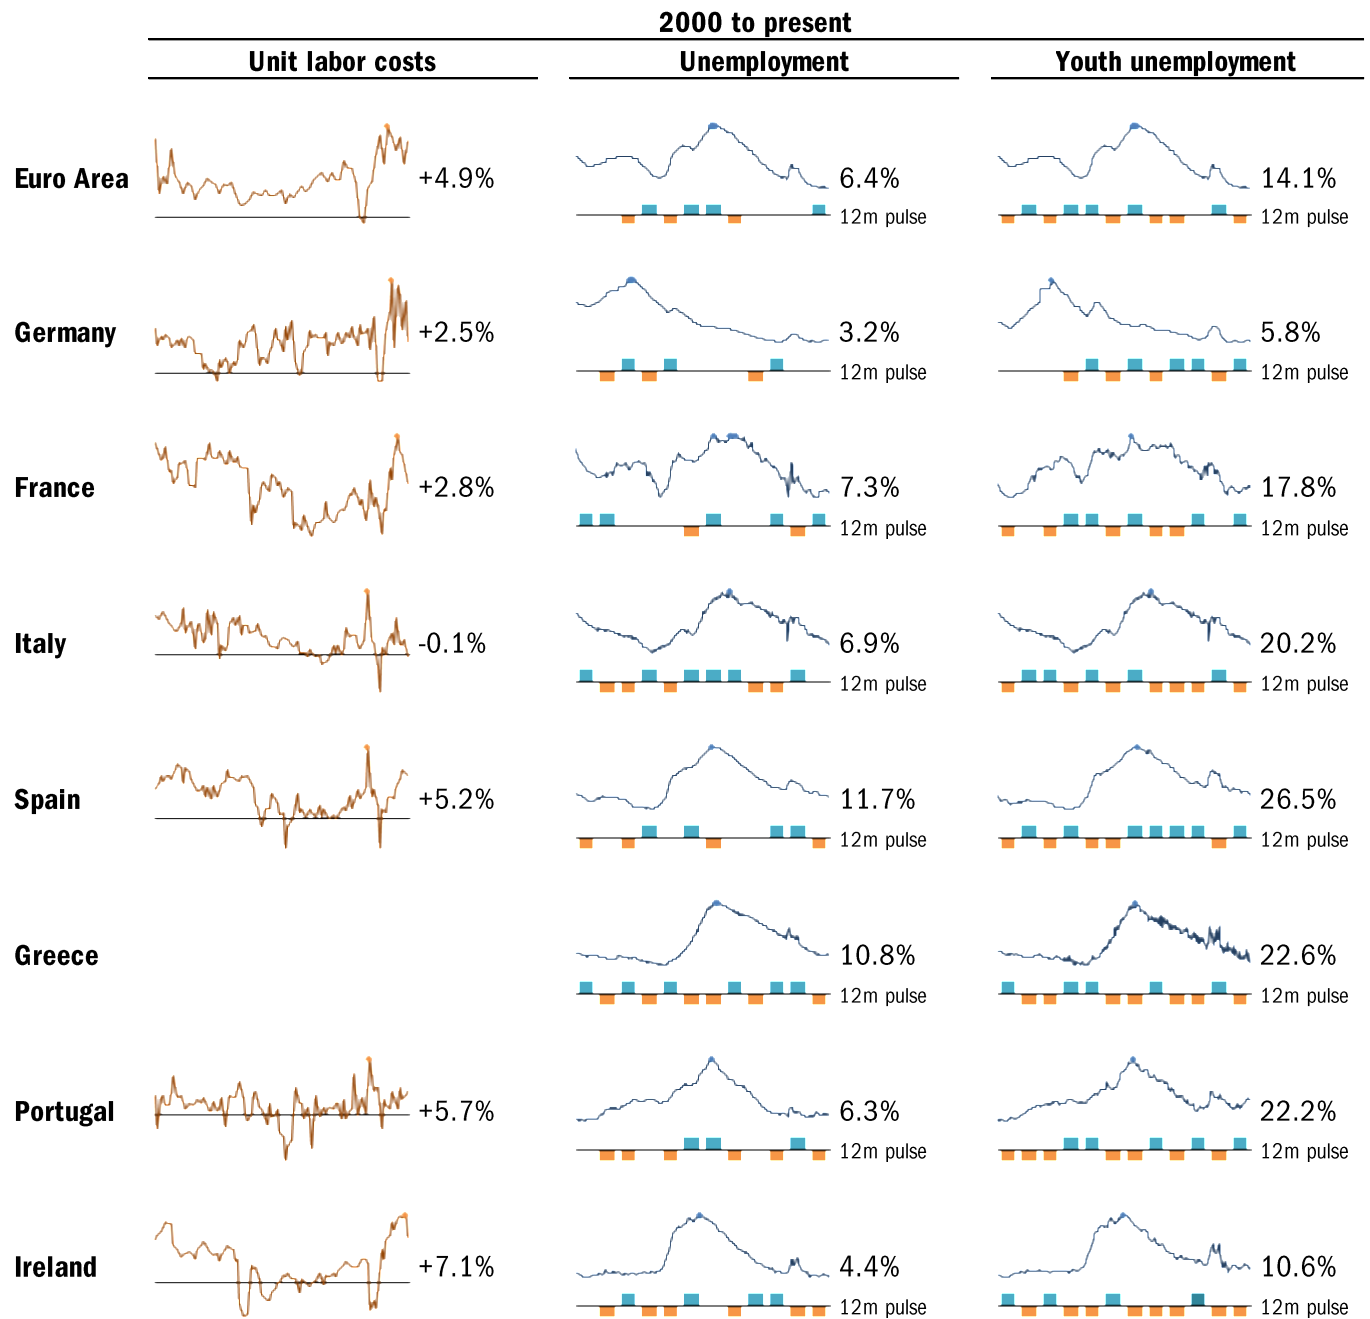 2000 to present
Unit labor costs Unemployment Youth unemployment
Euro Area +4.9% 6.4% 14.1%
12m pulse 12m pulse
Germany +2.5% 3.2% 5.8%
12m pulse 12m pulse
France +2.8% 7.3% 17.8%
12m pulse 12m pulse
Italy -0.1% 6.9% 20.2%
12m pulse 12m pulse
Spain +5.2% 11.7% 26.5%
12m pulse 12m pulse
Greece 10.8% 22.6%
12m pulse 12m pulse
Portugal +5.7% 6.3% 22.2%
12m pulse 12m pulse
Ireland +7.1% 4.4% 10.6%
12m pulse 12m pulse